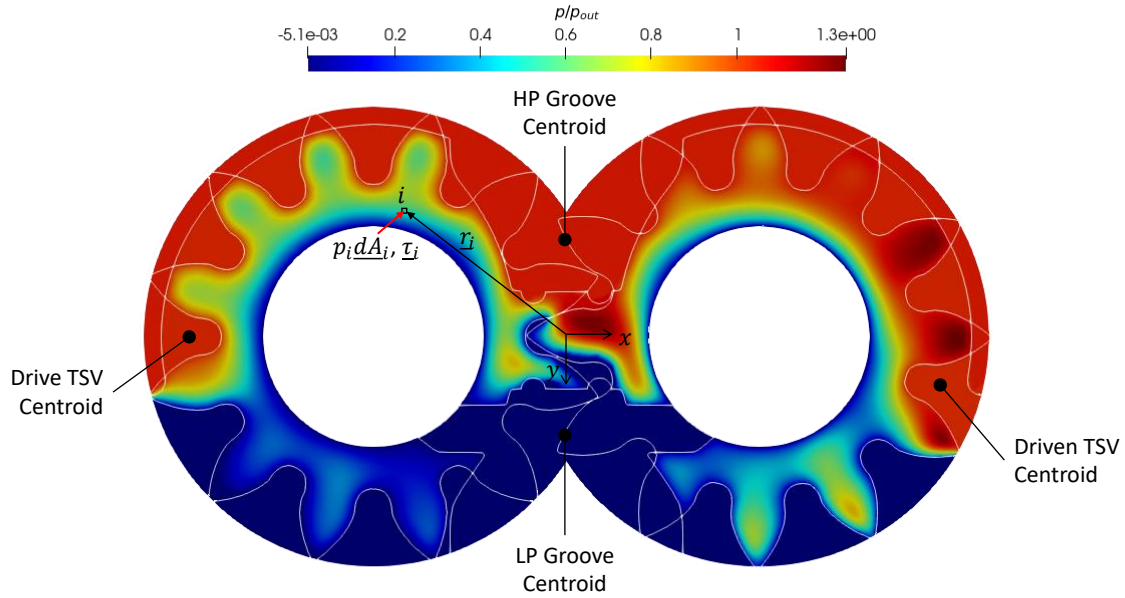 p/p_out
-5.1e-03 0.2 0.4 0.6 0.8 1 1.3e+00
HP Groove
Centroid
i
r_i
p_i dA_i, τ_i
x
y
Drive TSV
Centroid
Driven TSV
Centroid
LP Groove
Centroid